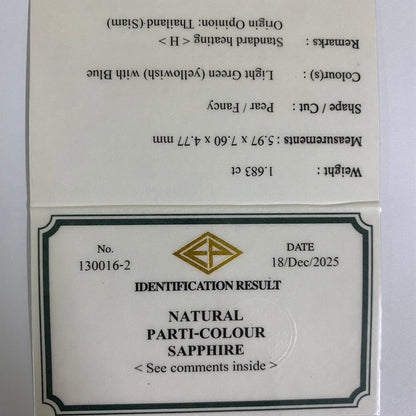 Weight : 1.683 ct
Measurements : 5.97 x 7.60 x 4.77 mm
Shape / Cut : Pear / Fancy
Colour(s) : Light Green (yellowish) with Blue
Remarks : Standard heating < H >
Origin Opinion: Thailand (Siam)
No.
130016-2
DATE
18/Dec/2025
IDENTIFICATION RESULT
NATURAL
PARTI-COLOUR
SAPPHIRE
< See comments inside >